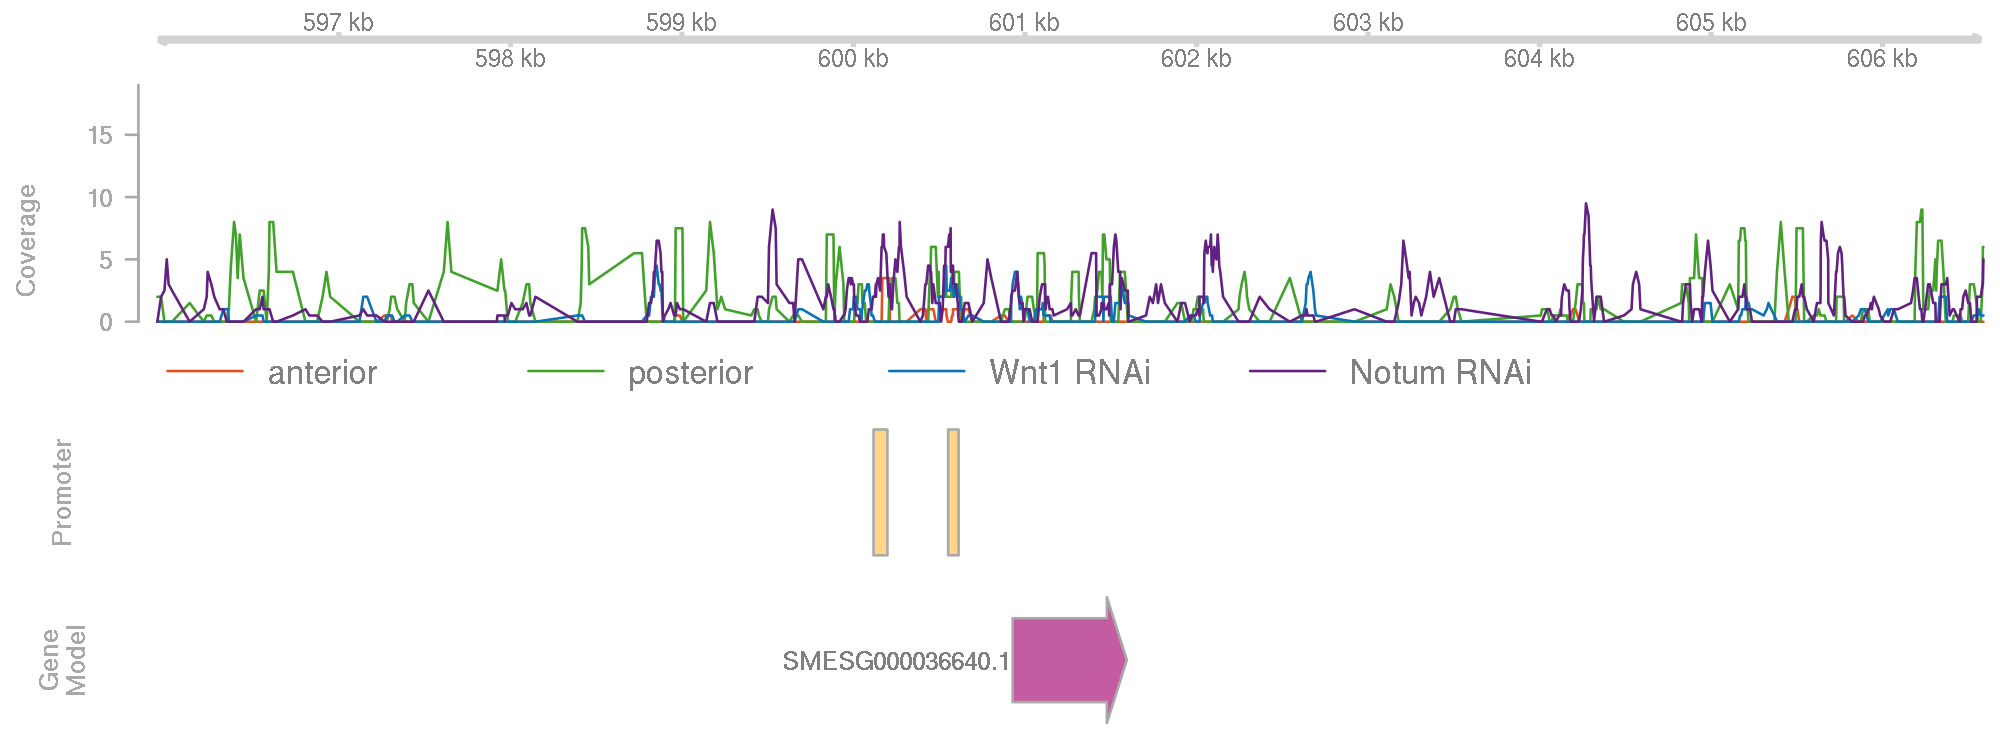 597 kb 599 kb 601 kb 603 kb 605 kb
598 kb 600 kb 602 kb 604 kb 606 kb
Coverage
15
10
5
0
anterior posterior Wnt1 RNAi Notum RNAi
Promoter
Gene
Model
SMESG000036640.1